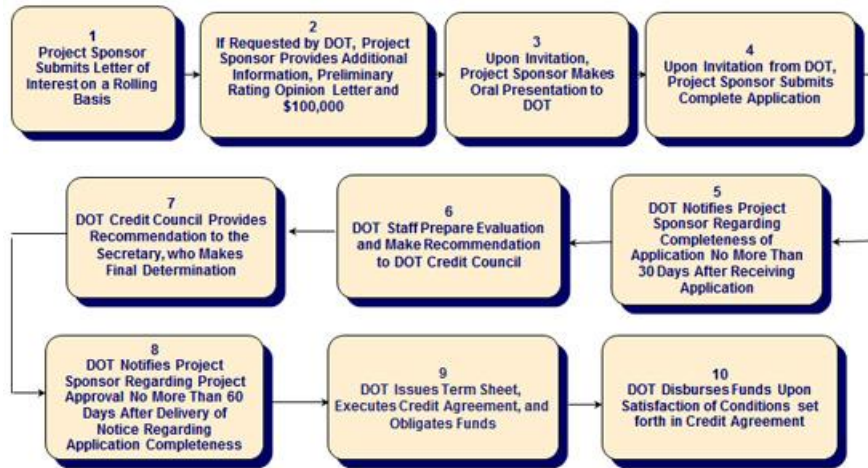 1
Project Sponsor
Submits Letter of
Interest on a Rolling
Basis
2
If Requested by DOT, Project
Sponsor Provides Additional
Information, Preliminary
Rating Opinion Letter and
$100,000
3
Upon Invitation,
Project Sponsor Makes
Oral Presentation to
DOT
4
Upon Invitation from DOT,
Project Sponsor Submits
Complete Application
5
DOT Notifies Project
Sponsor Regarding
Completeness of
Application No More Than
30 Days After Receiving
Application
6
DOT Staff Prepare Evaluation
and Make Recommendation
to DOT Credit Council
7
DOT Credit Council Provides
Recommendation to the
Secretary, who Makes
Final Determination
8
DOT Notifies Project
Sponsor Regarding Project
Approval No More Than 60
Days After Delivery of
Notice Regarding
Application Completeness
9
DOT Issues Term Sheet,
Executes Credit Agreement, and
Obligates Funds
10
DOT Disburses Funds Upon
Satisfaction of Conditions set
forth in Credit Agreement